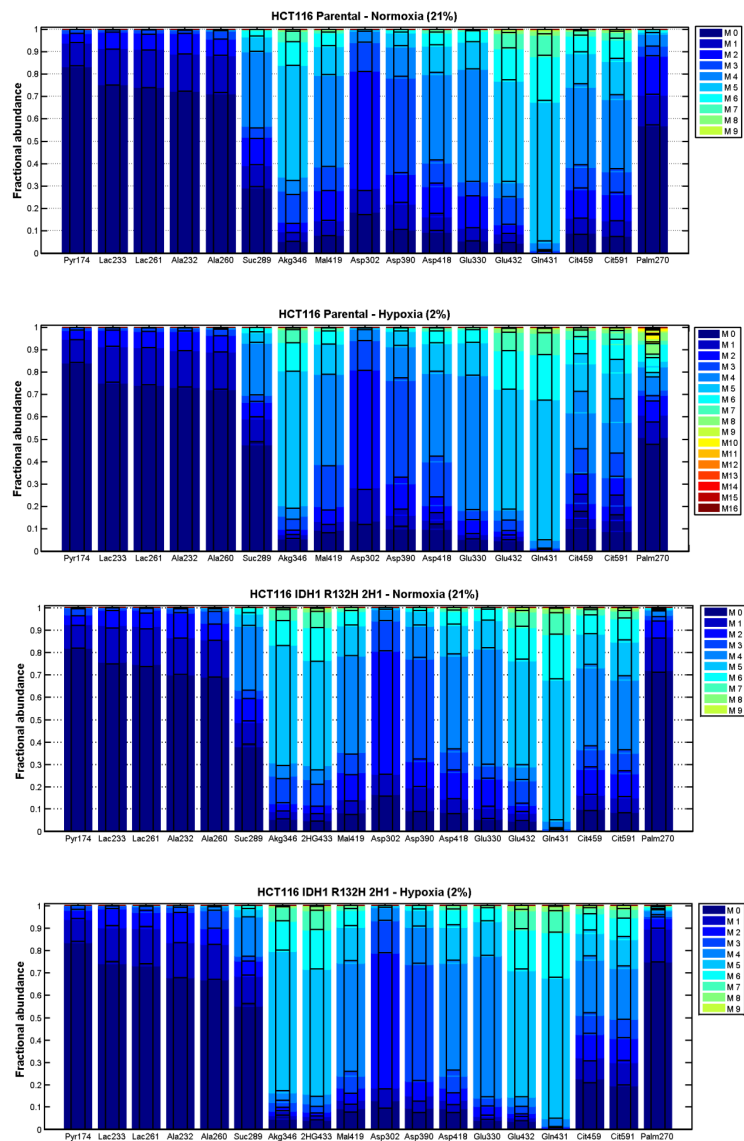 HCT116 Parental - Normoxia (21%)
Fractional abundance
1
0.9
0.8
0.7
0.6
0.5
0.4
0.3
0.2
0.1
0
Pyr174 Lac233 Lac261 Ala232 Ala260 Suc289 Akg346 Mal419 Asp302 Asp390 Asp418 Glu330 Glu432 Gln431 Cit459 Cit591 Palm270
M 0
M 1
M 2
M 3
M 4
M 5
M 6
M 7
M 8
M 9
HCT116 Parental - Hypoxia (2%)
Fractional abundance
1
0.9
0.8
0.7
0.6
0.5
0.4
0.3
0.2
0.1
0
Pyr174 Lac233 Lac261 Ala232 Ala260 Suc289 Akg346 Mal419 Asp302 Asp390 Asp418 Glu330 Glu432 Gln431 Cit459 Cit591 Palm270
M 0
M 1
M 2
M 3
M 4
M 5
M 6
M 7
M 8
M 9
M10
M11
M12
M13
M14
M15
M16
HCT116 IDH1 R132H 2H1 - Normoxia (21%)
Fractional abundance
1
0.9
0.8
0.7
0.6
0.5
0.4
0.3
0.2
0.1
0
Pyr174 Lac233 Lac261 Ala232 Ala260 Suc289 Akg346 2HG433 Mal419 Asp302 Asp390 Asp418 Glu330 Glu432 Gln431 Cit459 Cit591 Palm270
M 0
M 1
M 2
M 3
M 4
M 5
M 6
M 7
M 8
M 9
HCT116 IDH1 R132H 2H1 - Hypoxia (2%)
Fractional abundance
1
0.9
0.8
0.7
0.6
0.5
0.4
0.3
0.2
0.1
0
Pyr174 Lac233 Lac261 Ala232 Ala260 Suc289 Akg346 2HG433 Mal419 Asp302 Asp390 Asp418 Glu330 Glu432 Gln431 Cit459 Cit591 Palm270
M 0
M 1
M 2
M 3
M 4
M 5
M 6
M 7
M 8
M 9